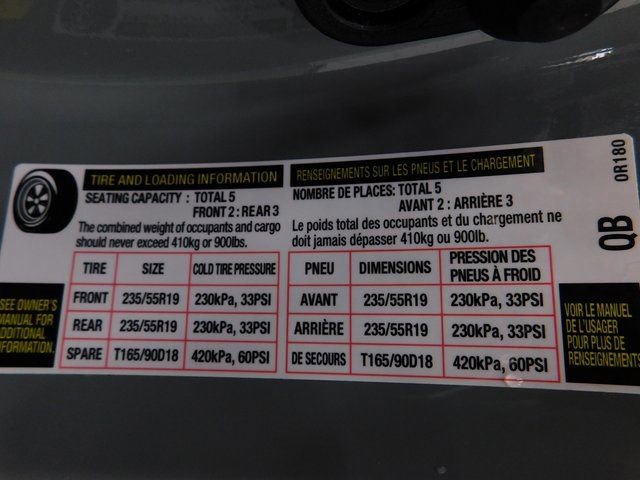 TIRE AND LOADING INFORMATION
SEATING CAPACITY : TOTAL 5
FRONT 2 : REAR 3
The combined weight of occupants and cargo
should never exceed 410kg or 900lbs.
TIRE SIZE COLD TIRE PRESSURE
FRONT 235/55R19 230kPa, 33PSI
REAR 235/55R19 230kPa, 33PSI
SPARE T165/90D18 420kPa, 60PSI
SEE OWNER'S
MANUAL FOR
ADDITIONAL
INFORMATION.
RENSEIGNEMENTS SUR LES PNEUS ET LE CHARGEMENT
NOMBRE DE PLACES: TOTAL 5
AVANT 2 : ARRIÈRE 3
Le poids total des occupants et du chargement ne
doit jamais dépasser 410kg ou 900lbs.
PNEU DIMENSIONS PRESSION DES
PNEUS À FROID
AVANT 235/55R19 230kPa, 33PSI
ARRIÈRE 235/55R19 230kPa, 33PSI
DE SECOURS T165/90D18 420kPa, 60PSI
VOIR LE MANUEL
DE L'USAGER
POUR PLUS DE
RENSEIGNEMENTS
QB
0R180